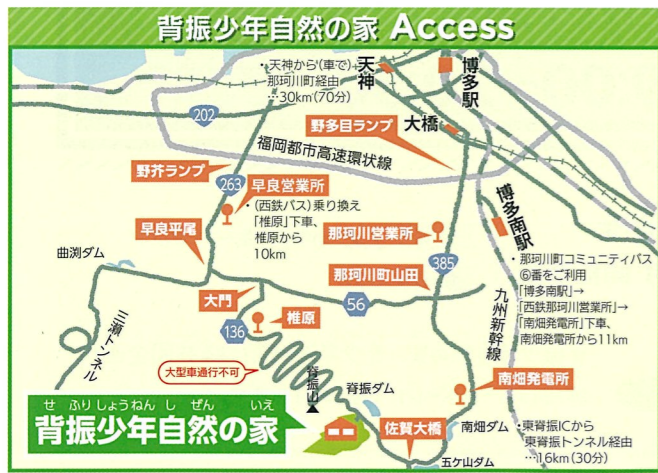 背振少年自然の家 Access
・天神から(車で)
那珂川町経由
…30km(70分)
天神
博多駅
202
大橋
野多目ランプ
福岡都市高速環状線
野芥ランプ
263
早良営業所
・(西鉄バス)乗り換え
「椎原」下車、
椎原から
10km
博多南駅
早良平尾
那珂川営業所
曲渕ダム
385
・那珂川町コミュニティバス
⑥番をご利用
「博多南駅」→
「西鉄那珂川営業所」→
「南畑発電所」下車、
南畑発電所から11km
那珂川町山田
大門
56
九州新幹線
三瀬トンネル
136
椎原
大型車通行不可
脊振山
脊振ダム
南畑発電所
せふりしょうねんしぜんのいえ
背振少年自然の家
佐賀大橋
南畑ダム
・東脊振ICから
東脊振トンネル経由
…16km(30分)
五ケ山ダム